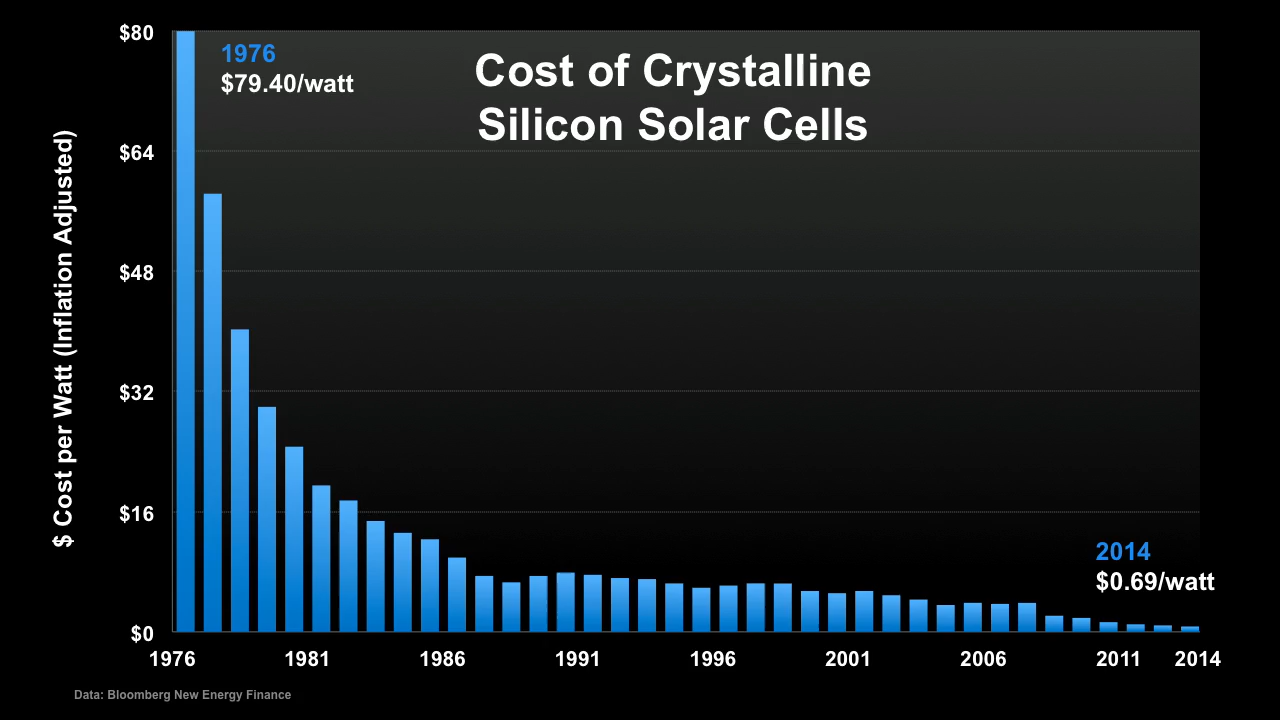 Cost of Crystalline
Silicon Solar Cells
1976
$79.40/watt
$ Cost per Watt (Inflation Adjusted)
$80
$64
$48
$32
$16
$0
2014
$0.69/watt
1976 1981 1986 1991 1996 2001 2006 2011 2014
Data: Bloomberg New Energy Finance